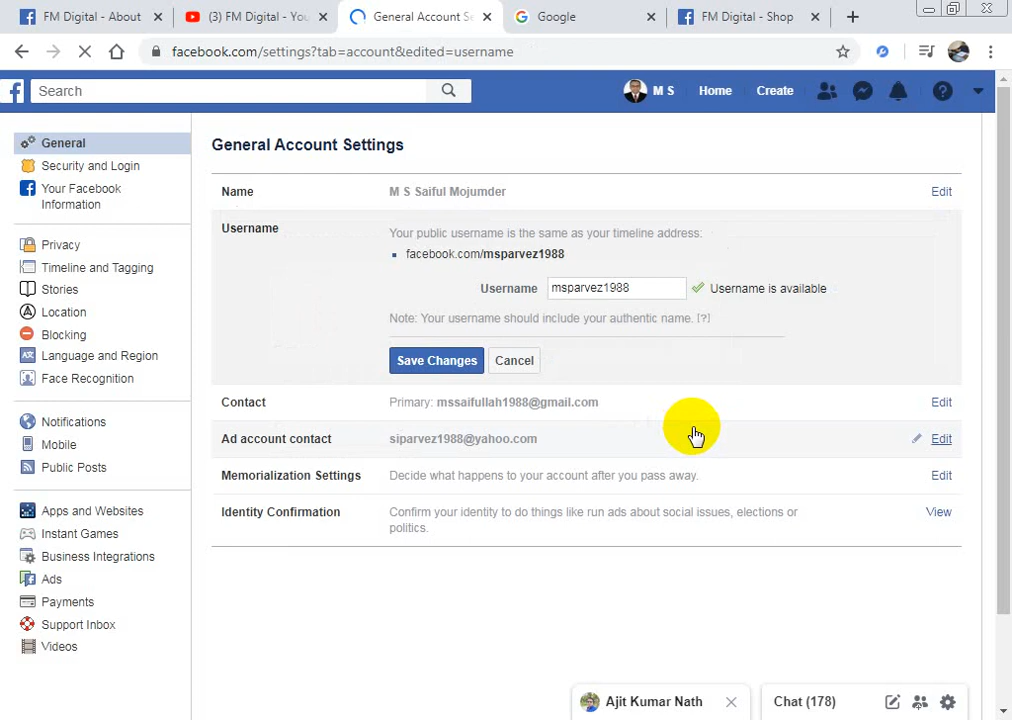 FM Digital - About
(3) FM Digital - You
General Account Se
Google
FM Digital - Shop
facebook.com/settings?tab=account&edited=username
Search
M S
Home
Create
General
Security and Login
Your Facebook
Information
Privacy
Timeline and Tagging
Stories
Location
Blocking
Language and Region
Face Recognition
Notifications
Mobile
Public Posts
Apps and Websites
Instant Games
Business Integrations
Ads
Payments
Support Inbox
Videos
General Account Settings
Name
M S Saiful Mojumder
Edit
Username
Your public username is the same as your timeline address:
facebook.com/msparvez1988
Username
msparvez1988
Username is available
Note: Your username should include your authentic name. [?]
Save Changes
Cancel
Contact
Primary: mssaifullah1988@gmail.com
Edit
Ad account contact
siparvez1988@yahoo.com
Edit
Memorialization Settings
Decide what happens to your account after you pass away.
Edit
Identity Confirmation
Confirm your identity to do things like run ads about social issues, elections or
politics.
View
Ajit Kumar Nath
Chat (178)